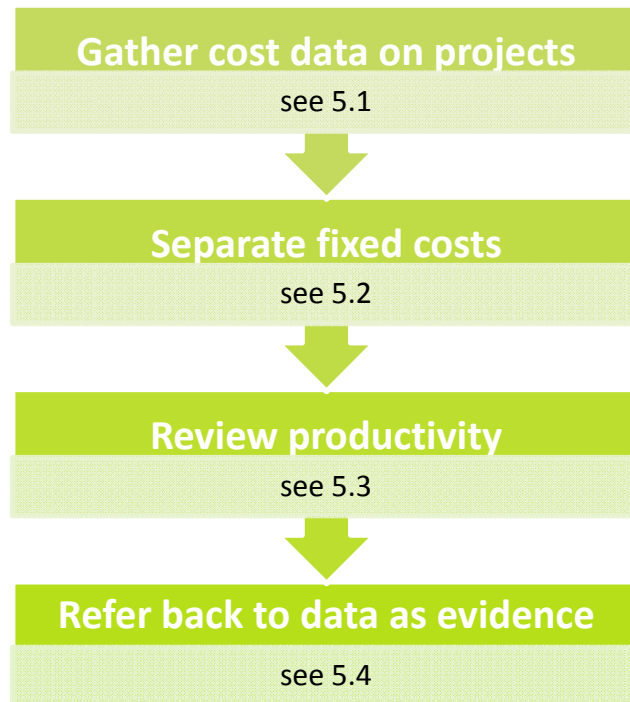 Gather cost data on projects
see 5.1
Separate fixed costs
see 5.2
Review productivity
see 5.3
Refer back to data as evidence
see 5.4